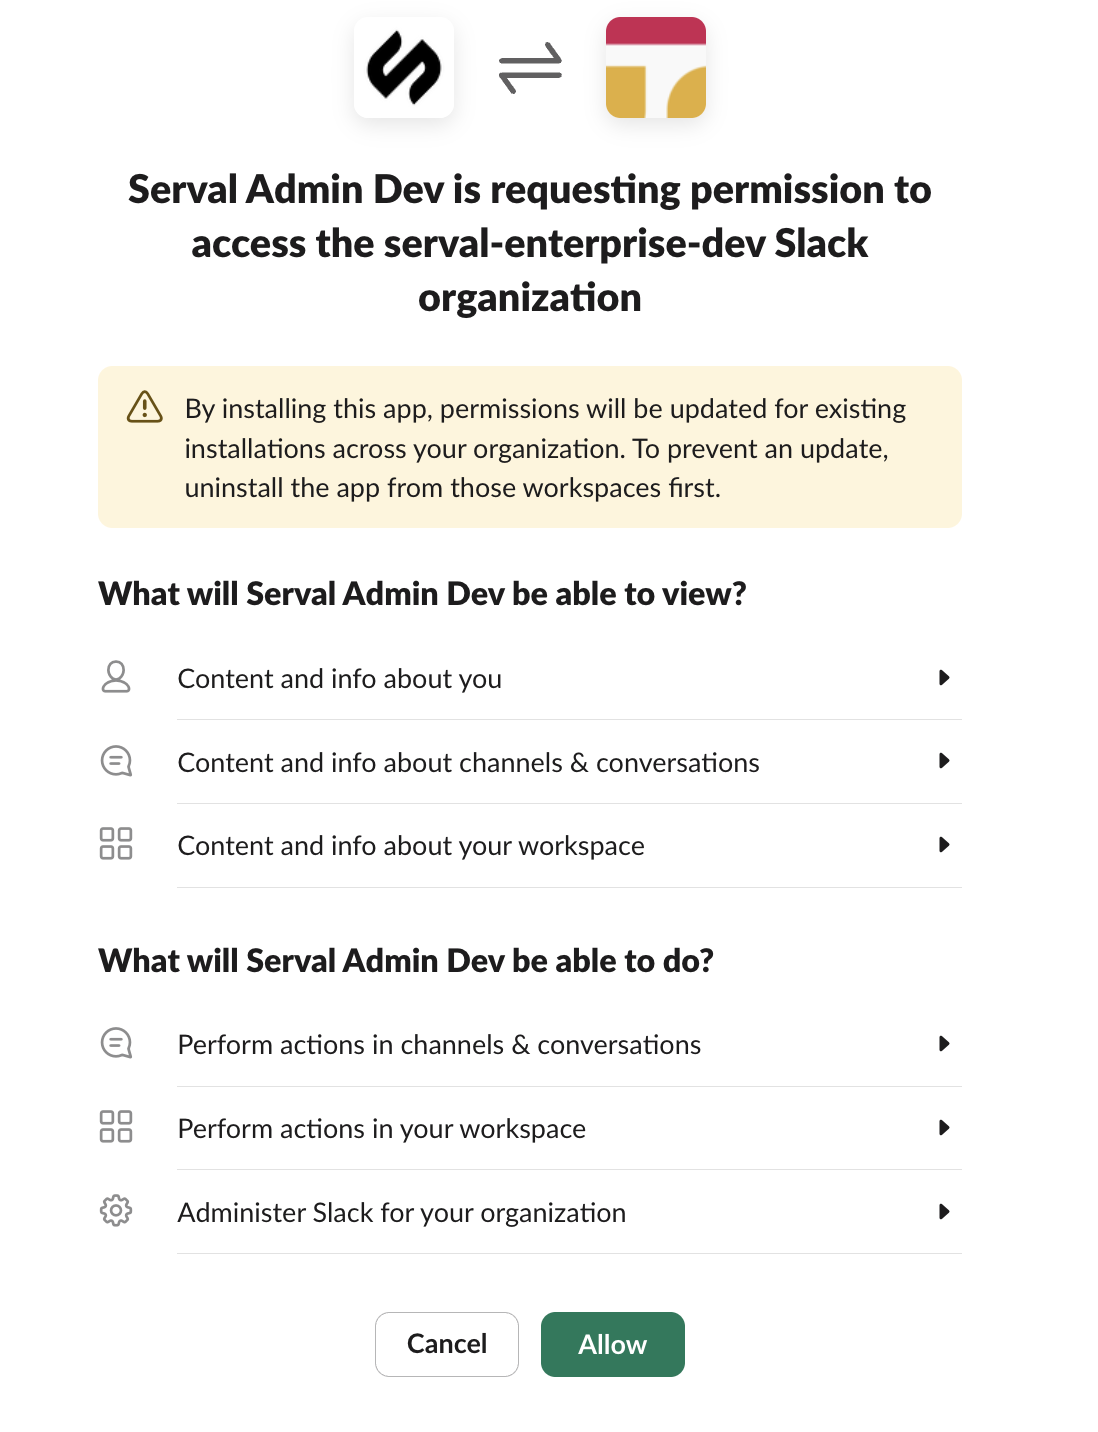 Serval Admin Dev is requesting permission to
access the serval-enterprise-dev Slack
organization
By installing this app, permissions will be updated for existing
installations across your organization. To prevent an update,
uninstall the app from those workspaces first.
What will Serval Admin Dev be able to view?
Content and info about you
Content and info about channels & conversations
Content and info about your workspace
What will Serval Admin Dev be able to do?
Perform actions in channels & conversations
Perform actions in your workspace
Administer Slack for your organization
Cancel
Allow